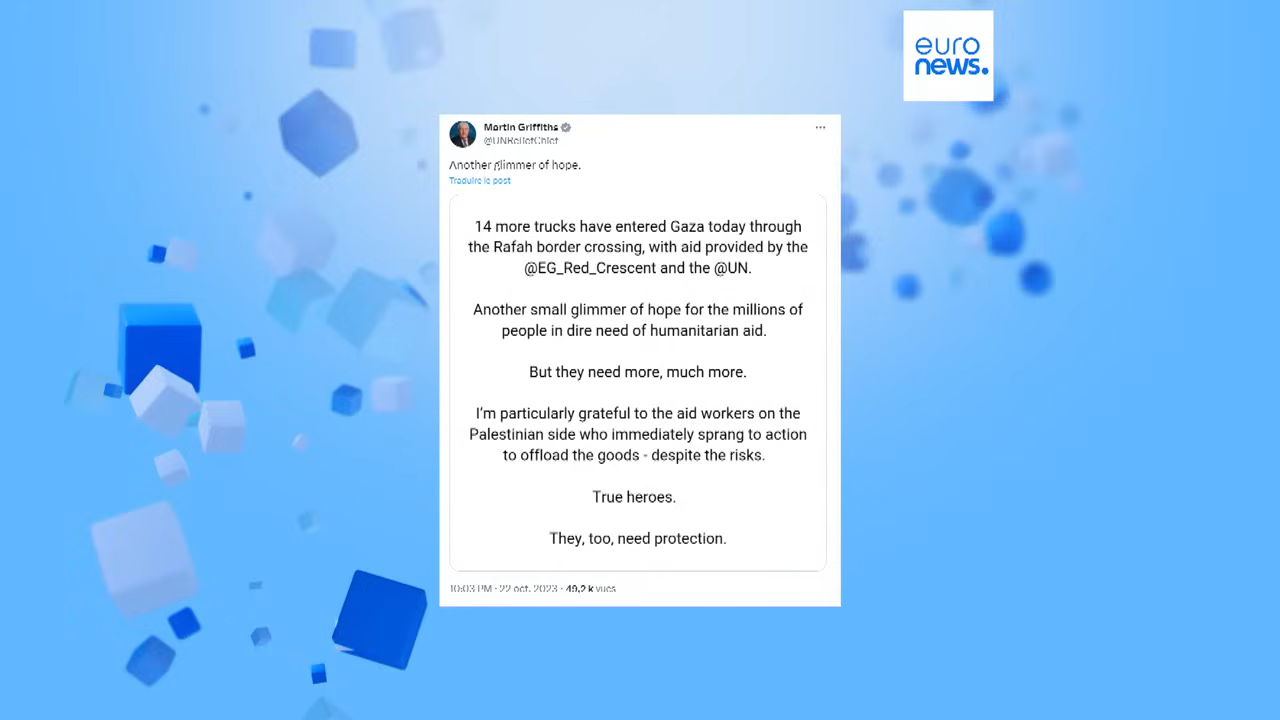 euro
news.
Martin Griffiths
@UNReliefChief
Another glimmer of hope.
Traduire le post
14 more trucks have entered Gaza today through
the Rafah border crossing, with aid provided by the
@EG_Red_Crescent and the @UN.
Another small glimmer of hope for the millions of
people in dire need of humanitarian aid.
But they need more, much more.
I'm particularly grateful to the aid workers on the
Palestinian side who immediately sprang to action
to offload the goods - despite the risks.
True heroes.
They, too, need protection.
10:03 PM · 22 oct. 2023 · 49,2 k vues